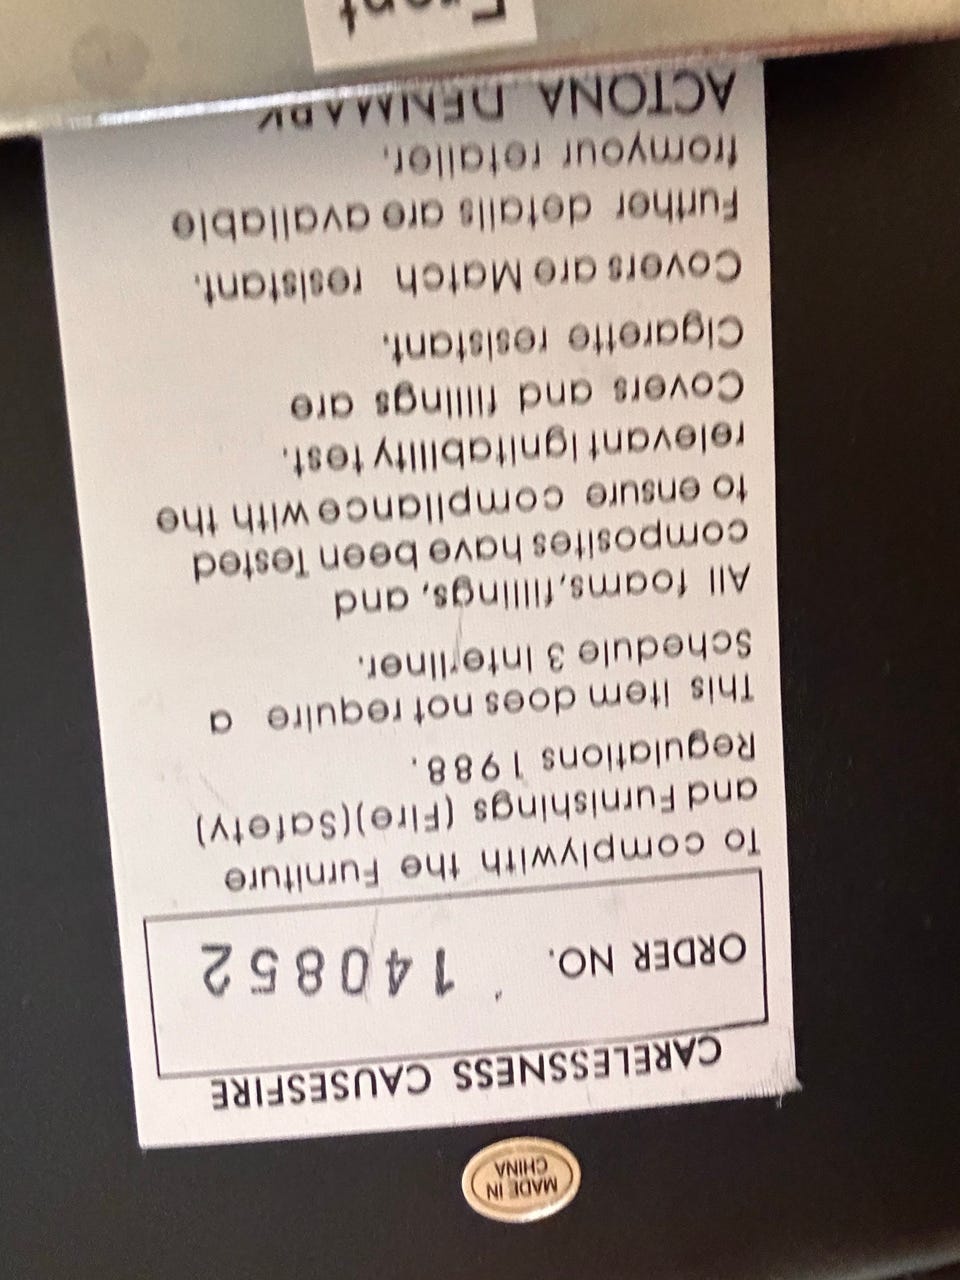 MADE IN
CHINA
CARELESSNESS CAUSESFIRE
ORDER NO. 140852
To complywith the Furniture
and Furnishings (Fire)(Safety)
Regulations 1988.
This item does not require a
Schedule 3 Interliner.
All foams,fillings, and
composites have been Tested
to ensure compliance with the
relevant Ignitability test.
Covers and fillings are
Cigarette resistant.
Covers are Match resistant.
Further details are available
fromyour retailer.
ACTONA DENMARK
Front